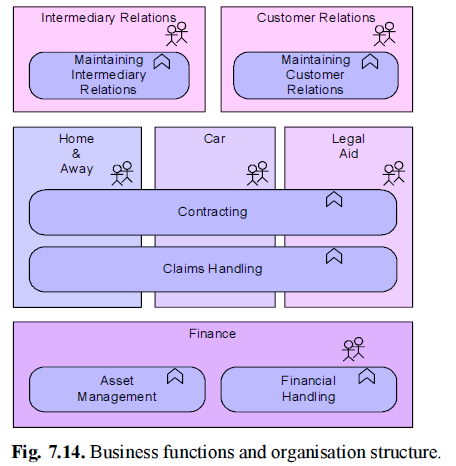 Intermediary Relations
Customer Relations
Maintaining
Intermediary
Relations
Maintaining
Customer
Relations
Home
&
Away
Car
Legal
Aid
Contracting
Claims Handling
Finance
Asset
Management
Financial
Handling
Fig. 7.14. Business functions and organisation structure.